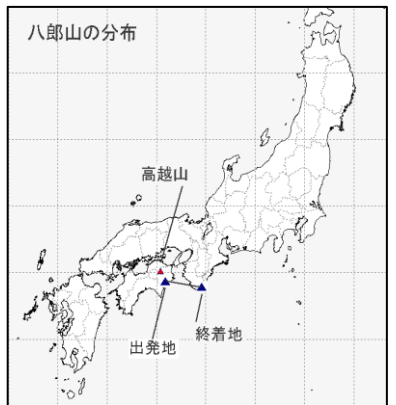 八郎山の分布
高越山
終着地
出発地